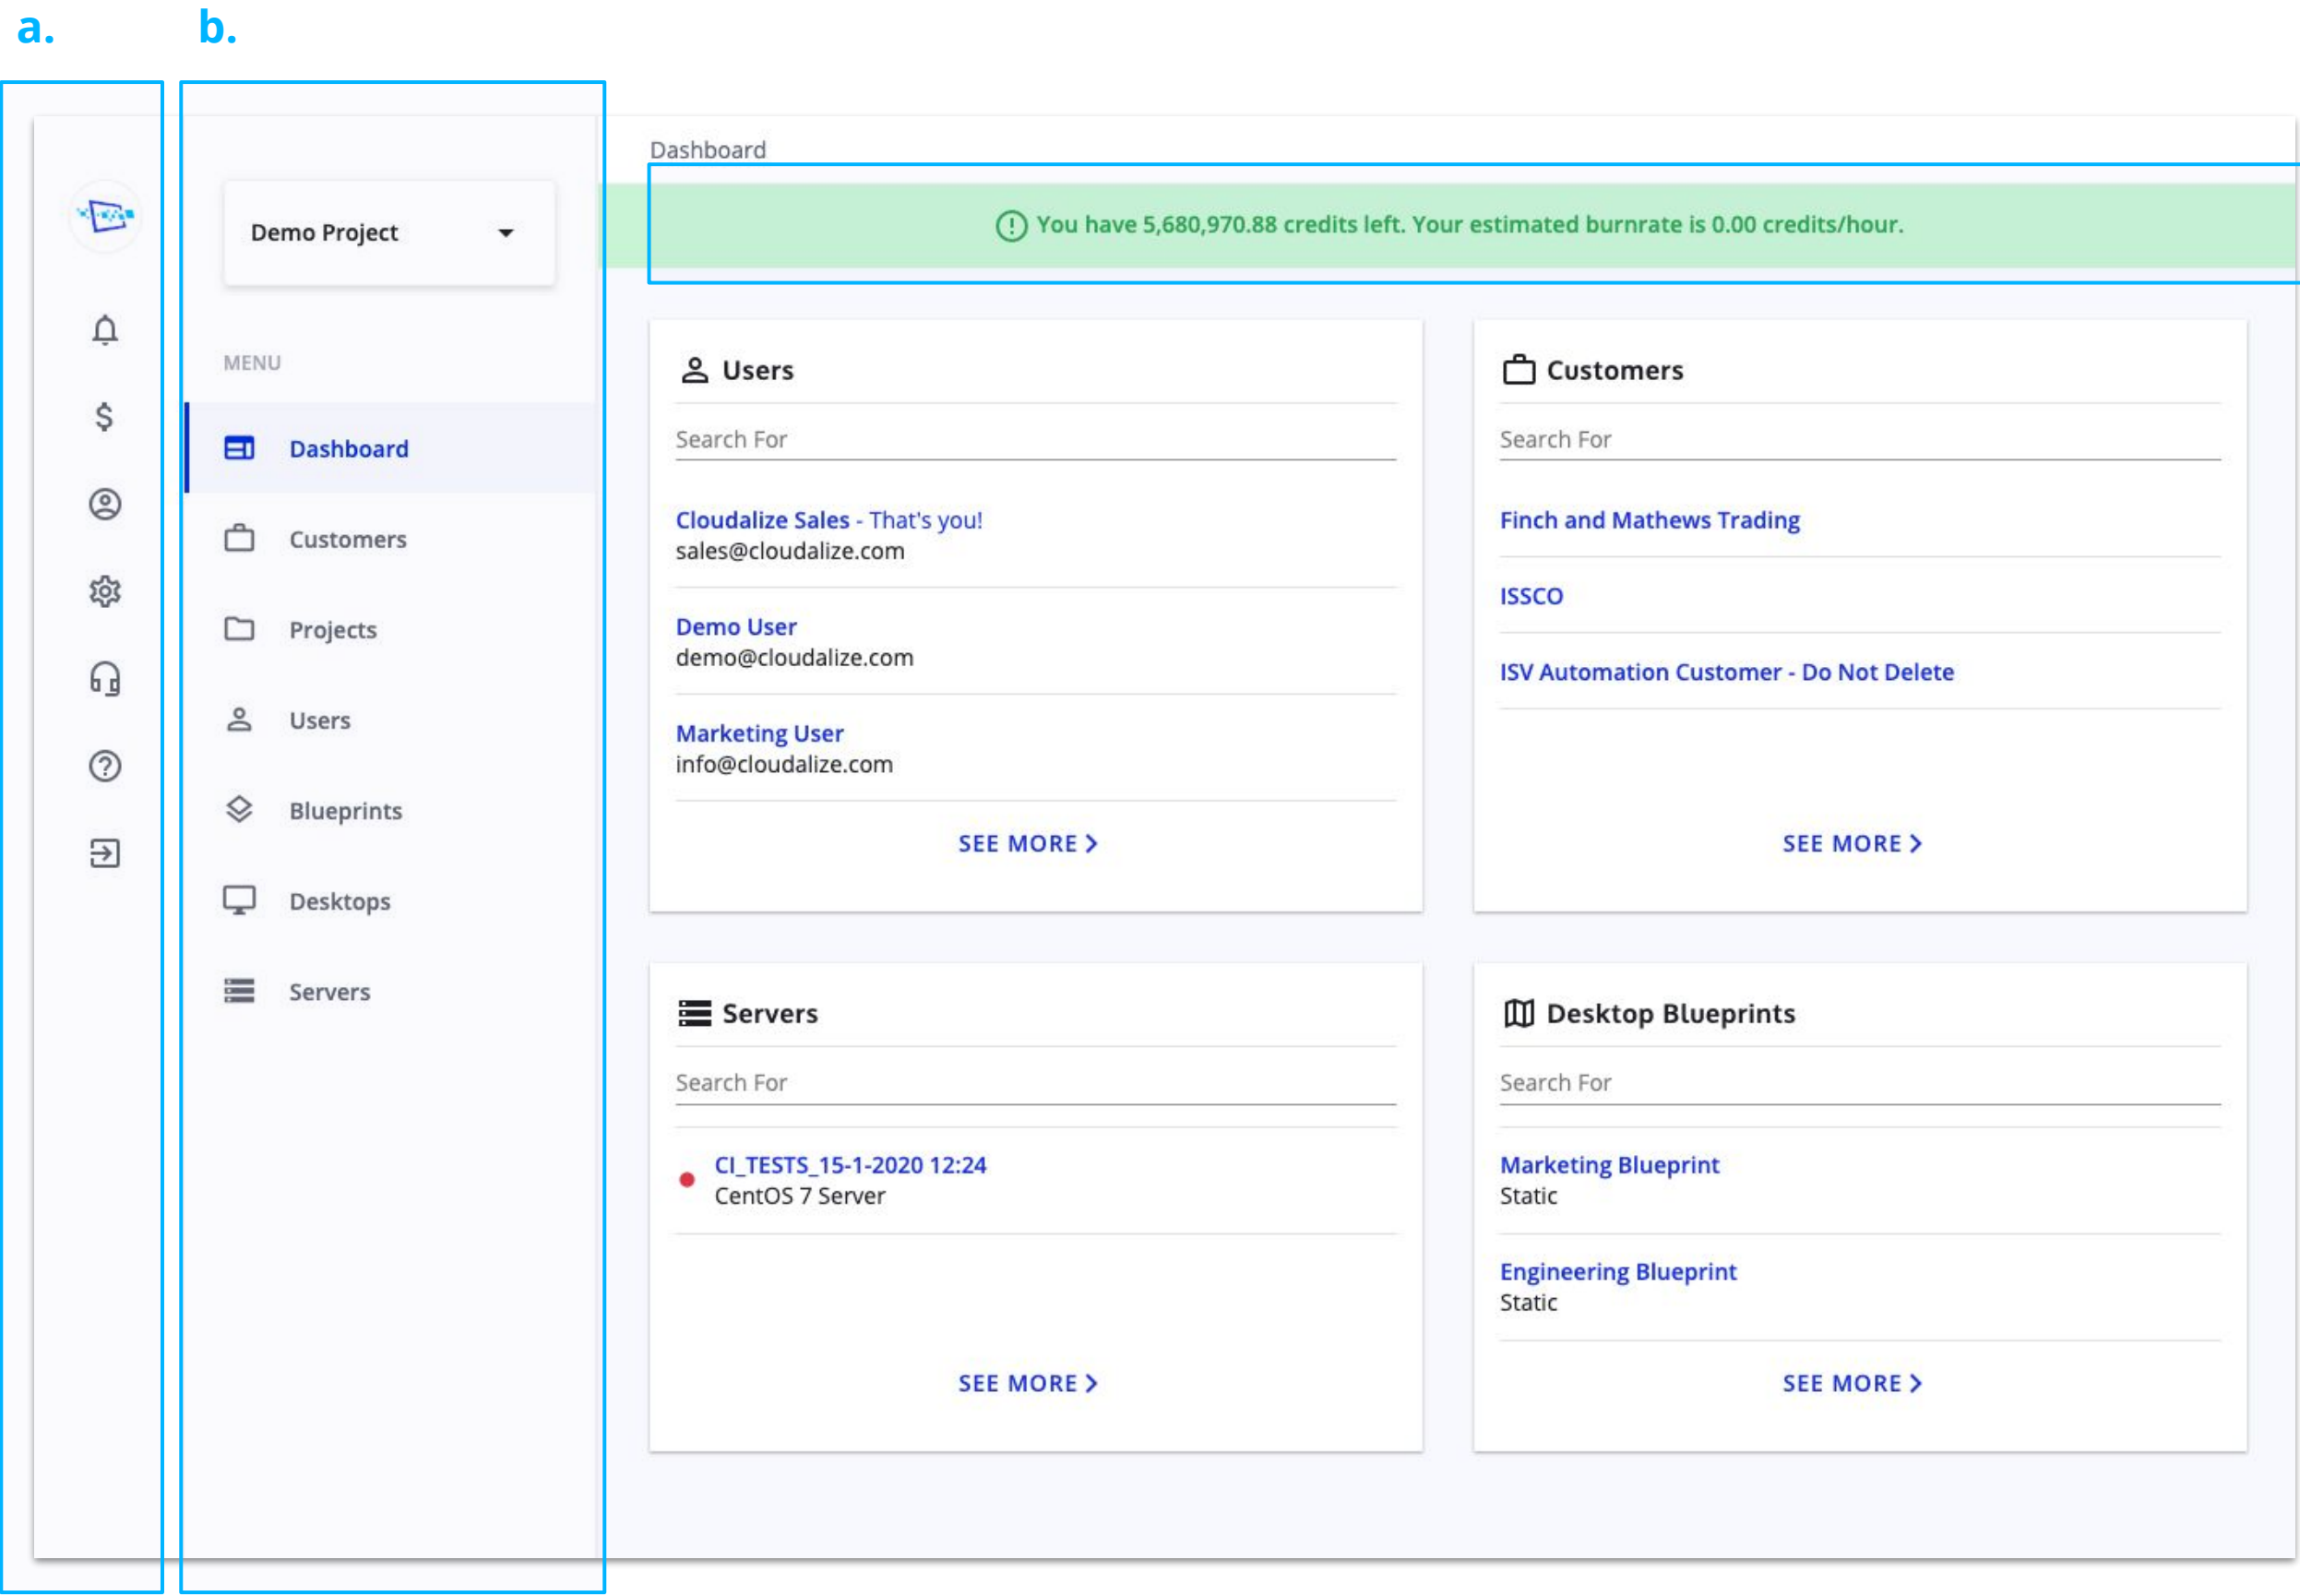 a.
b.
Demo Project
MENU
Dashboard
Customers
Projects
Users
Blueprints
Desktops
Servers
Dashboard
You have 5,680,970.88 credits left. Your estimated burnrate is 0.00 credits/hour.
Users
Search For
Cloudalize Sales - That's you!
sales@cloudalize.com
Demo User
demo@cloudalize.com
Marketing User
info@cloudalize.com
SEE MORE
Customers
Search For
Finch and Mathews Trading
ISSCO
ISV Automation Customer - Do Not Delete
SEE MORE
Servers
Search For
CI_TESTS_15-1-2020 12:24
CentOS 7 Server
SEE MORE
Desktop Blueprints
Search For
Marketing Blueprint
Static
Engineering Blueprint
Static
SEE MORE